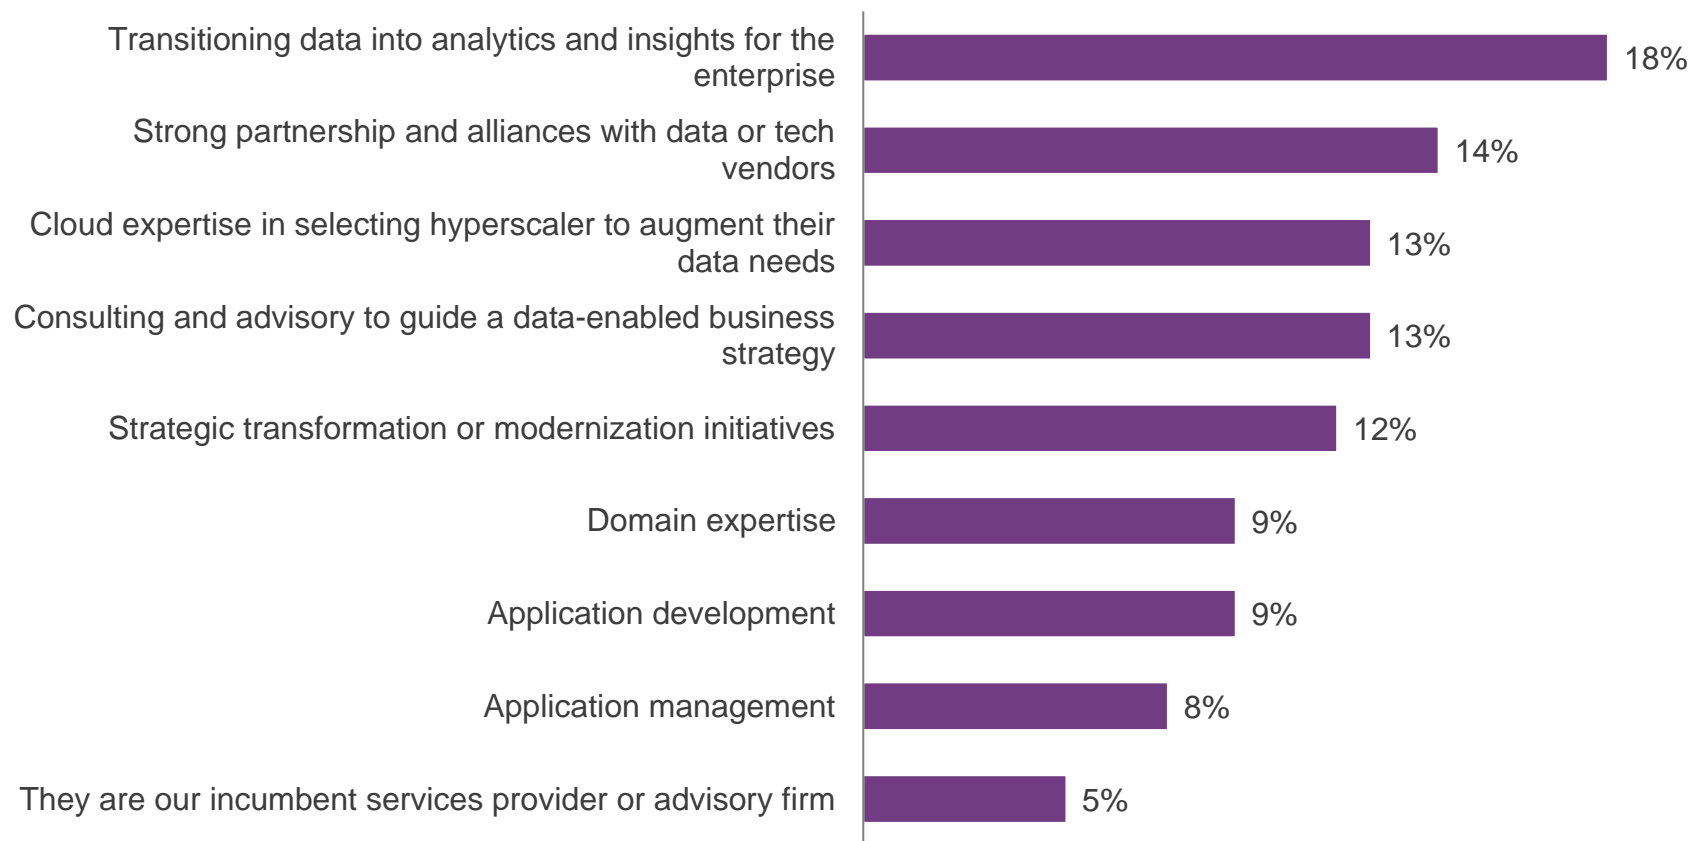 Transitioning data into analytics and insights for the
enterprise
18%
Strong partnership and alliances with data or tech
vendors
14%
Cloud expertise in selecting hyperscaler to augment their
data needs
13%
Consulting and advisory to guide a data-enabled business
strategy
13%
Strategic transformation or modernization initiatives
12%
Domain expertise
9%
Application development
9%
Application management
8%
They are our incumbent services provider or advisory firm
5%